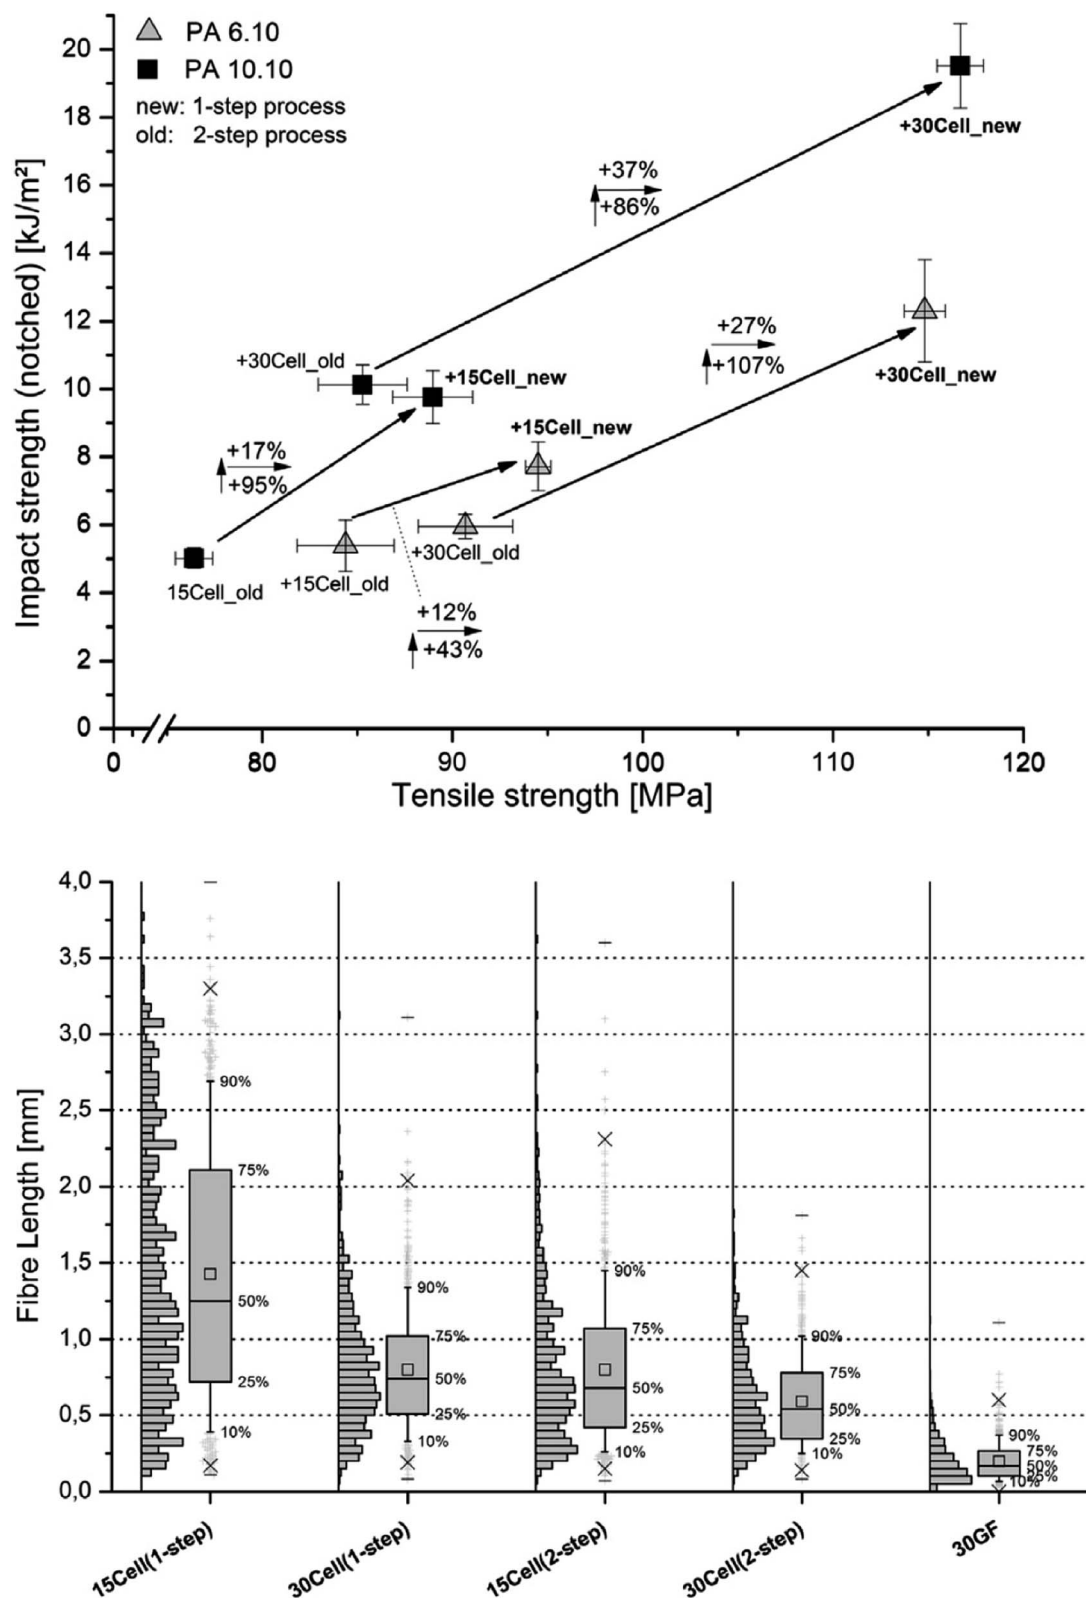 PA 6.10
PA 10.10
new: 1-step process
old: 2-step process
Impact strength (notched) [kJ/m²]
20
18
16
14
12
10
8
6
4
2
0
+30Cell_new
+37%
+86%
+27%
+107%
+30Cell_old
+15Cell_new
+30Cell_new
+15Cell_new
+17%
+95%
+30Cell_old
15Cell_old
+15Cell_old
+12%
+43%
0 80 90 100 110 120
Tensile strength [MPa]
Fibre Length [mm]
4,0
3,5
3,0
2,5
2,0
1,5
1,0
0,5
0,0
90%
75%
50%
25%
10%
90%
75%
50%
25%
10%
90%
75%
50%
25%
10%
90%
75%
50%
25%
10%
90%
75%
50%
25%
10%
15Cell(1-step)
30Cell(1-step)
15Cell(2-step)
30Cell(2-step)
30GF